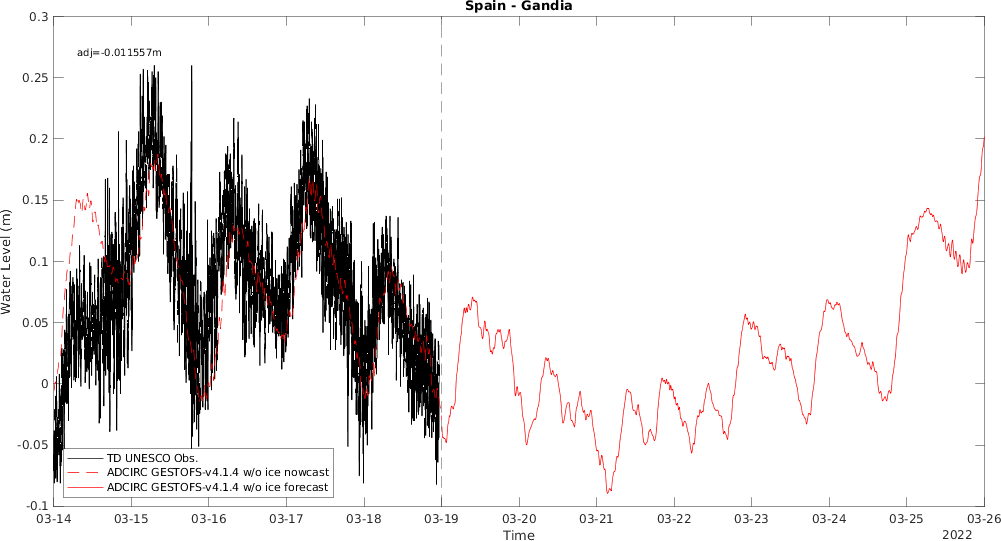 Spain - Gandia
adj=-0.011557m
0.3
0.25
0.2
0.15
0.1
0.05
0
-0.05
-0.1
Water Level (m)
TD UNESCO Obs.
ADCIRC GESTOFS-v4.1.4 w/o ice nowcast
ADCIRC GESTOFS-v4.1.4 w/o ice forecast
03-14 03-15 03-16 03-17 03-18 03-19 03-20 03-21 03-22 03-23 03-24 03-25 03-26
Time
2022